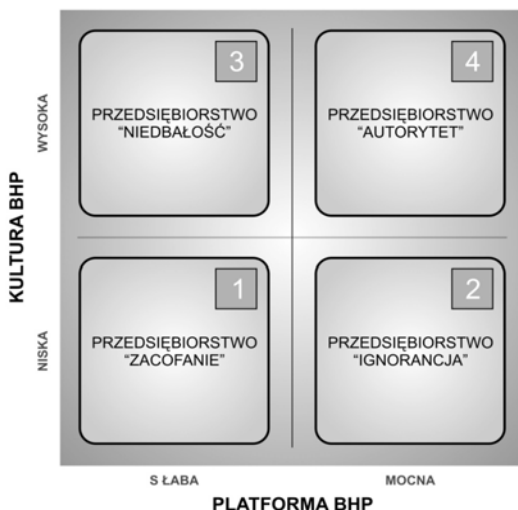 KULTURA BHP
WYSOKA
NISKA
3
PRZEDSIĘBIORSTWO
“NIEDBAŁOŚĆ”
4
PRZEDSIĘBIORSTWO
“AUTORYTET”
1
PRZEDSIĘBIORSTWO
“ZACOFANIE”
2
PRZEDSIĘBIORSTWO
“IGNORANCJA”
S ŁABA
MOCNA
PLATFORMA BHP